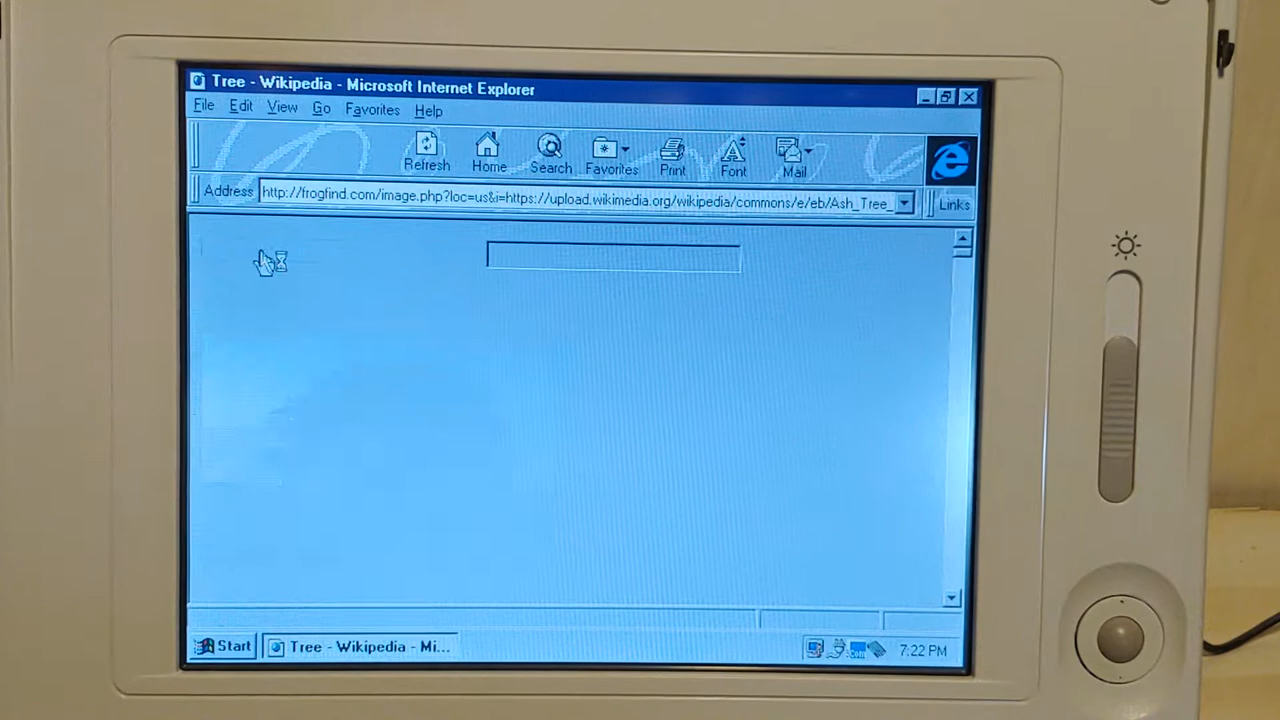 Tree - Wikipedia - Microsoft Internet Explorer
File Edit View Go Favorites Help
Refresh Home Search Favorites Print Font Mail
Address http://frogfind.com/image.php?loc=us&i=https://upload.wikimedia.org/wikipedia/commons/e/eb/Ash_Tree_ Links
Start Tree - Wikipedia - Mi... Com 7:22 PM